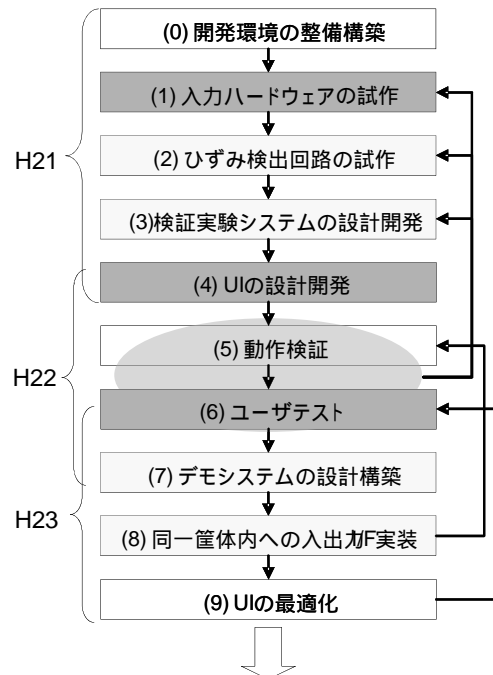 (0) 開発環境の整備構築
(1) 入力ハードウェアの試作
(2) ひずみ検出回路の試作
H21
(3)検証実験システムの設計開発
(4) UIの設計開発
(5) 動作検証
H22
(6) ユーザテスト
(7) デモシステムの設計構築
H23
(8) 同一筐体内への入出力I/F実装
(9) UIの最適化